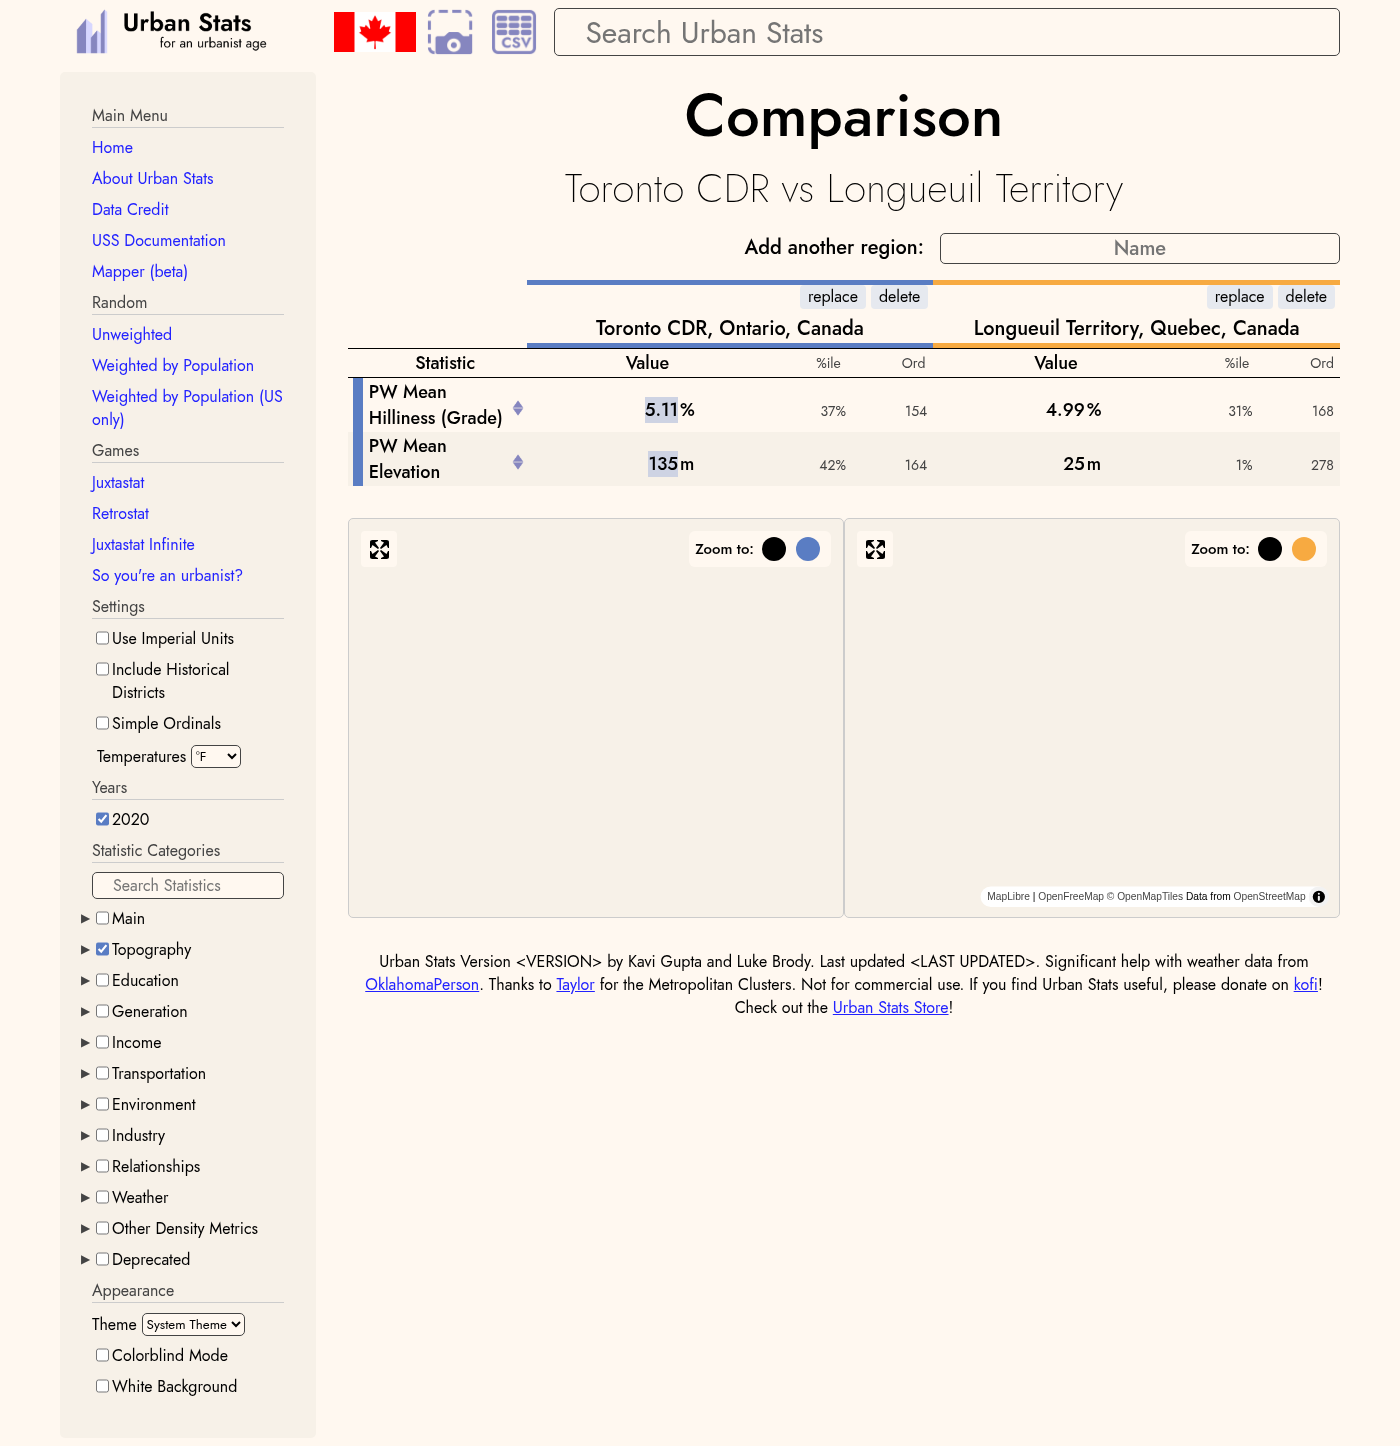 Urban Stats
for an urbanist age
CSV
Search Urban Stats
Main Menu
Home
About Urban Stats
Data Credit
USS Documentation
Mapper (beta)
Random
Unweighted
Weighted by Population
Weighted by Population (US
only)
Games
Juxtastat
Retrostat
Juxtastat Infinite
So you're an urbanist?
Settings
Use Imperial Units
Include Historical
Districts
Simple Ordinals
Temperatures °F
Years
2020
Statistic Categories
Search Statistics
Main
Topography
Education
Generation
Income
Transportation
Environment
Industry
Relationships
Weather
Other Density Metrics
Deprecated
Appearance
Theme System Theme
Colorblind Mode
White Background
Comparison
Toronto CDR vs Longueuil Territory
Add another region: Name
replace delete replace delete
Toronto CDR, Ontario, Canada Longueuil Territory, Quebec, Canada
Statistic Value %ile Ord Value %ile Ord
PW Mean
Hilliness (Grade) 5.11% 37% 154 4.99% 31% 168
PW Mean
Elevation 135m 42% 164 25m 1% 278
Zoom to: Zoom to:
MapLibre | OpenFreeMap © OpenMapTiles Data from OpenStreetMap
Urban Stats Version <VERSION> by Kavi Gupta and Luke Brody. Last updated <LAST UPDATED>. Significant help with weather data from
OklahomaPerson. Thanks to Taylor for the Metropolitan Clusters. Not for commercial use. If you find Urban Stats useful, please donate on kofi!
Check out the Urban Stats Store!